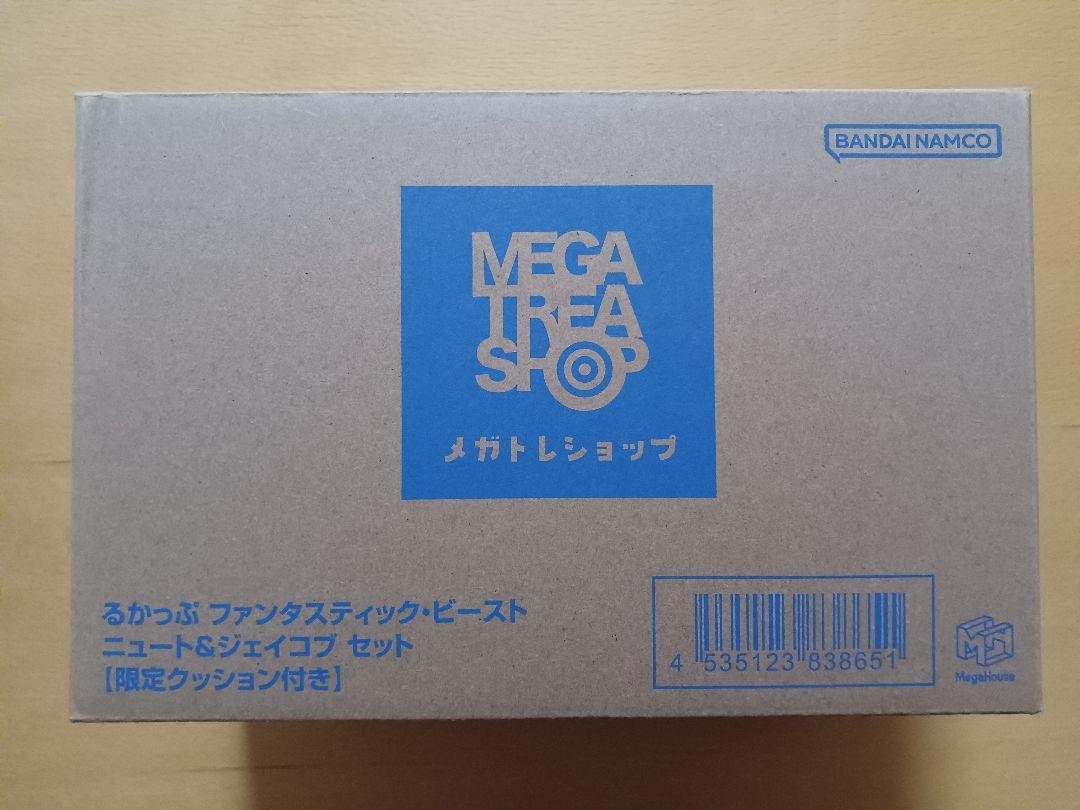 BANDAI NAMCO
MEGA
TREA
SHOP
メガトレショップ
るかっぷ ファンタスティック・ビースト
ニュート&ジェイコブ セット
【限定クッション付き】
4 535123 838651
MegaHouse